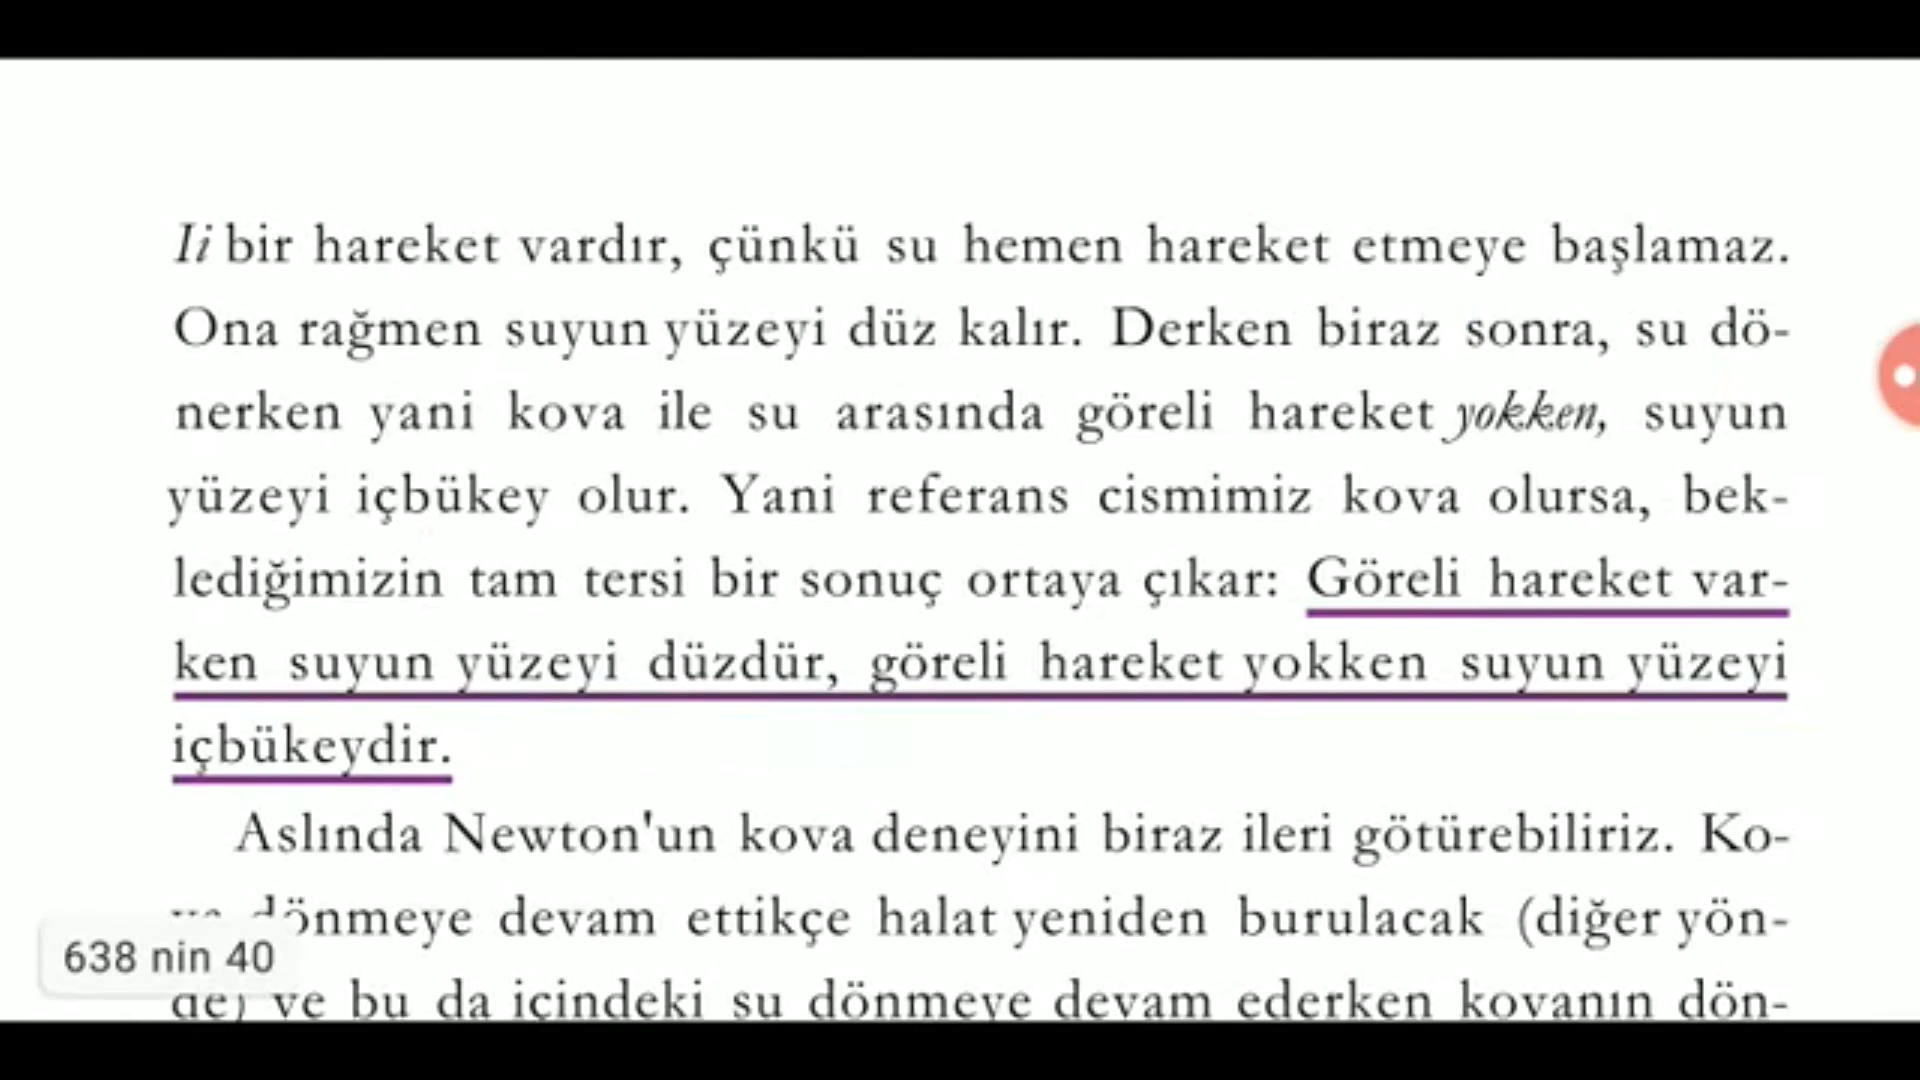 li bir hareket vardır, çünkü su hemen hareket etmeye başlamaz.
Ona rağmen suyun yüzeyi düz kalır. Derken biraz sonra, su dö-
nerken yani kova ile su arasında göreli hareket yokken, suyun
yüzeyi içbükey olur. Yani referans cismimiz kova olursa, bek-
lediğimizin tam tersi bir sonuç ortaya çıkar: Göreli hareket var-
ken suyun yüzeyi düzdür, göreli hareket yokken suyun yüzeyi
içbükeydir.
Aslında Newton'un kova deneyini biraz ileri götürebiliriz. Ko-
dönmeye devam ettikçe halat yeniden burulacak (diğer yön-
de) ve bu da içindeki su dönmeye devam ederken kovanın dön-
638 nin 40